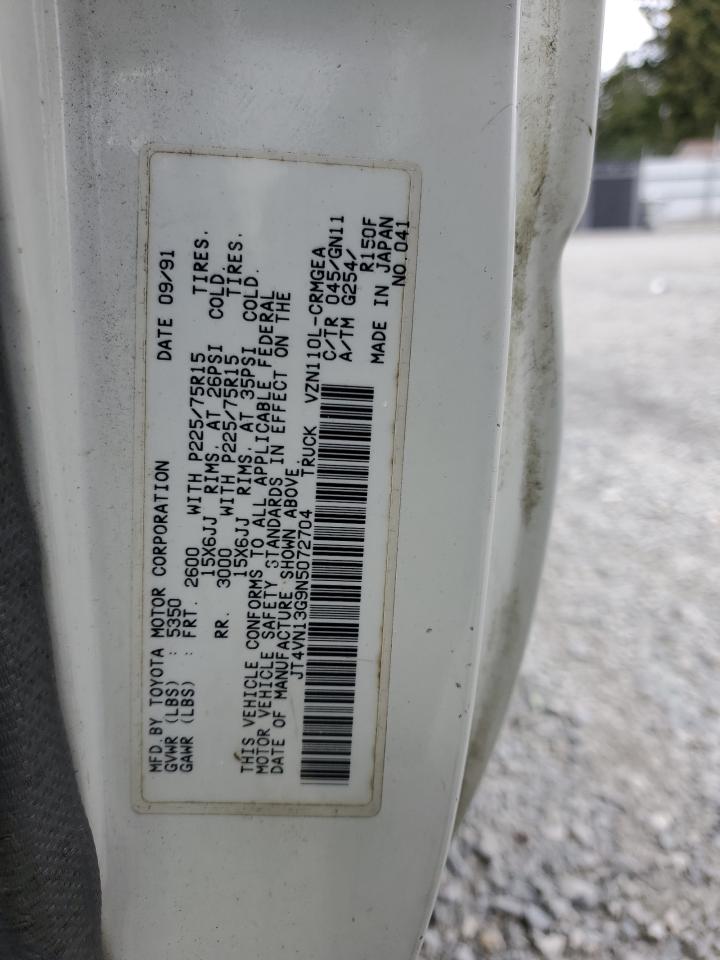 MFD.BY TOYOTA MOTOR CORPORATION DATE 09/91
GVWR (LBS) : 5350
GAWR (LBS) : FRT. 2600 WITH P225/75R15 TIRES.
15X6JJ RIMS. AT 26PSI COLD
RR. 3000 WITH P225/75R15 TIRES.
15X6JJ RIMS. AT 35PSI COLD.
THIS VEHICLE CONFORMS TO ALL APPLICABLE FEDERAL
MOTOR VEHICLE SAFETY STANDARDS IN EFFECT ON THE
DATE OF MANUFACTURE SHOWN ABOVE.
JT4VN13G9N5072704 TRUCK
VZN110L-CRMGEA
C/TR 045/GN11
A/TM G254/
R150F
MADE IN JAPAN
NO.041